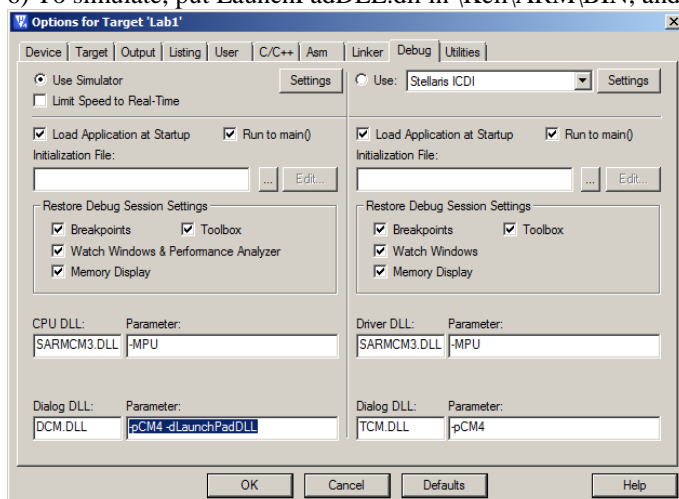 6) To simulate, put LaunchPadDLL.dll in \Keil\ARM\BIN, and
Options for Target 'Lab1'
Device Target Output Listing User C/C++ Asm Linker Debug Utilities
Use Simulator Settings Use: Stellaris ICDI Settings
Limit Speed to Real-Time
Load Application at Startup Run to main() Load Application at Startup Run to main()
Initialization File: Initialization File:
... Edit... ... Edit...
Restore Debug Session Settings Restore Debug Session Settings
Breakpoints Toolbox Breakpoints Toolbox
Watch Windows & Performance Analyzer Watch Windows
Memory Display Memory Display
CPU DLL: Parameter: Driver DLL: Parameter:
SARMCM3.DLL -MPU SARMCM3.DLL -MPU
Dialog DLL: Parameter: Dialog DLL: Parameter:
DCM.DLL -pCM4 -dLaunchPadDLL TCM.DLL -pCM4
OK Cancel Defaults Help